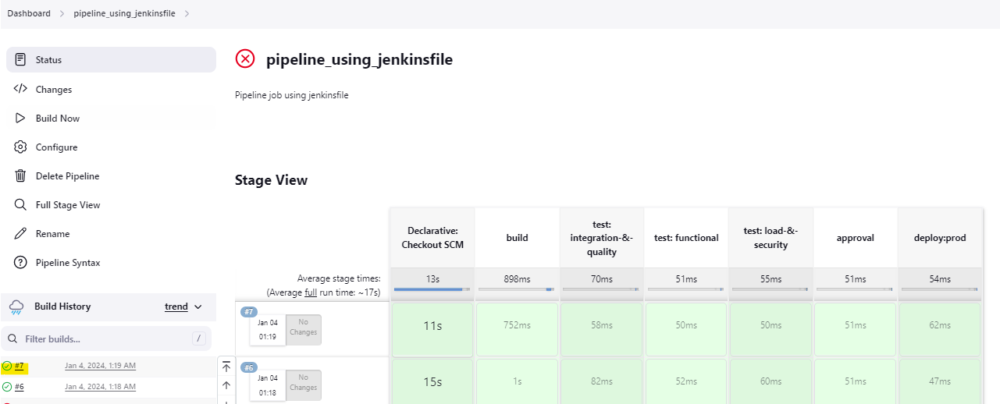 Dashboard > pipeline_using_jenkinsfile >
Status
Changes
Build Now
Configure
Delete Pipeline
Full Stage View
Rename
Pipeline Syntax
Build History
trend
Filter builds...
/
#7 Jan 4, 2024, 1:19 AM
#6 Jan 4, 2024, 1:18 AM
pipeline_using_jenkinsfile
Pipeline job using jenkinsfile
Stage View
Declarative:
Checkout SCM
build
test:
integration-&-
quality
test: functional
test: load-&-
security
approval
deploy:prod
Average stage times:
(Average full run time: ~17s)
13s 898ms 70ms 51ms 55ms 51ms 54ms
#7
Jan 04
01:19
No
Changes
11s 752ms 58ms 50ms 50ms 51ms 62ms
#6
Jan 04
01:18
No
Changes
15s 1s 82ms 52ms 60ms 51ms 47ms